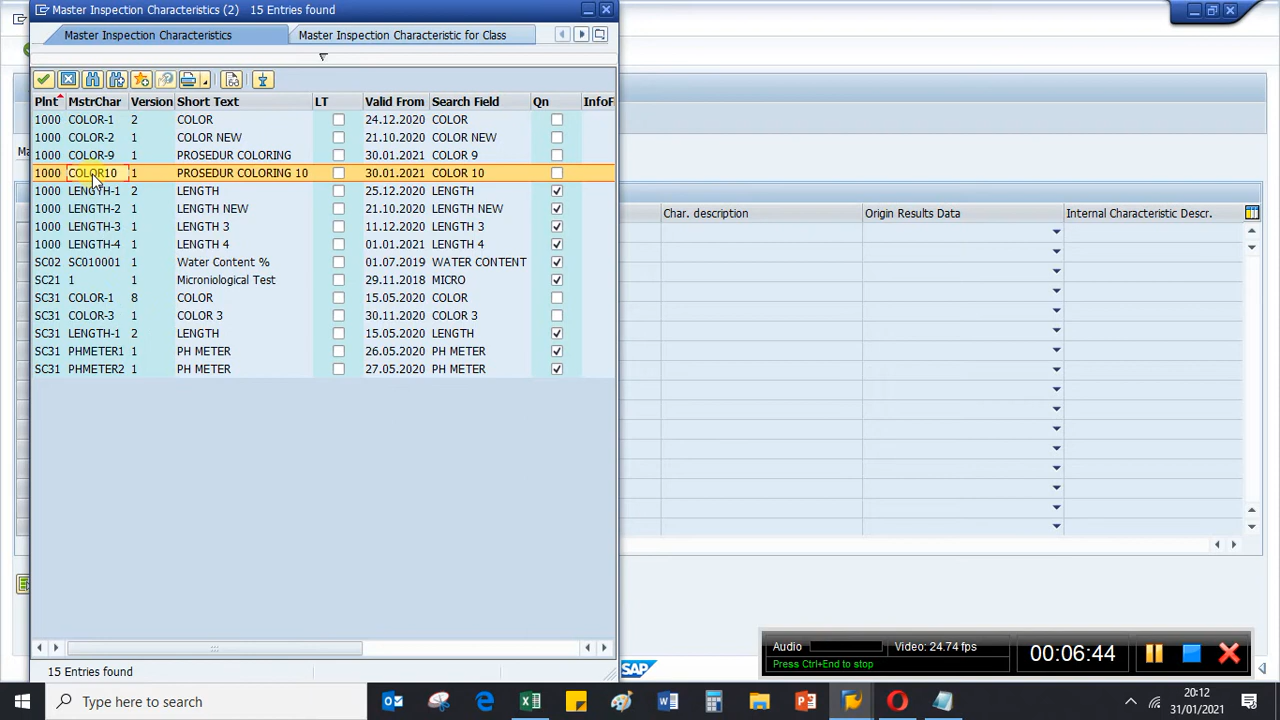 Master Inspection Characteristics (2)   15 Entries found
Master Inspection Characteristics   Master Inspection Characteristic for Class
Plnt MstrChar Version Short Text LT Valid From Search Field Qn InfoF
1000 COLOR-1 2 COLOR 24.12.2020 COLOR
1000 COLOR-2 1 COLOR NEW 21.10.2020 COLOR NEW
1000 COLOR-9 1 PROSEDUR COLORING 30.01.2021 COLOR 9
1000 COLOR10 1 PROSEDUR COLORING 10 30.01.2021 COLOR 10
1000 LENGTH-1 2 LENGTH 25.12.2020 LENGTH
1000 LENGTH-2 1 LENGTH NEW 21.10.2020 LENGTH NEW
1000 LENGTH-3 1 LENGTH 3 11.12.2020 LENGTH 3
1000 LENGTH-4 1 LENGTH 4 01.01.2021 LENGTH 4
SC02 SC010001 1 Water Content % 01.07.2019 WATER CONTENT
SC21 1 1 Microniological Test 29.11.2018 MICRO
SC31 COLOR-1 8 COLOR 15.05.2020 COLOR
SC31 COLOR-3 1 COLOR 3 30.11.2020 COLOR 3
SC31 LENGTH-1 2 LENGTH 15.05.2020 LENGTH
SC31 PHMETER1 1 PH METER 26.05.2020 PH METER
SC31 PHMETER2 1 PH METER 27.05.2020 PH METER
15 Entries found
Ma
Char. description Origin Results Data Internal Characteristic Descr.
SAP
Audio Video: 24.74 fps
Press Ctrl+End to stop
00:06:44
Type here to search
20:12
31/01/2021